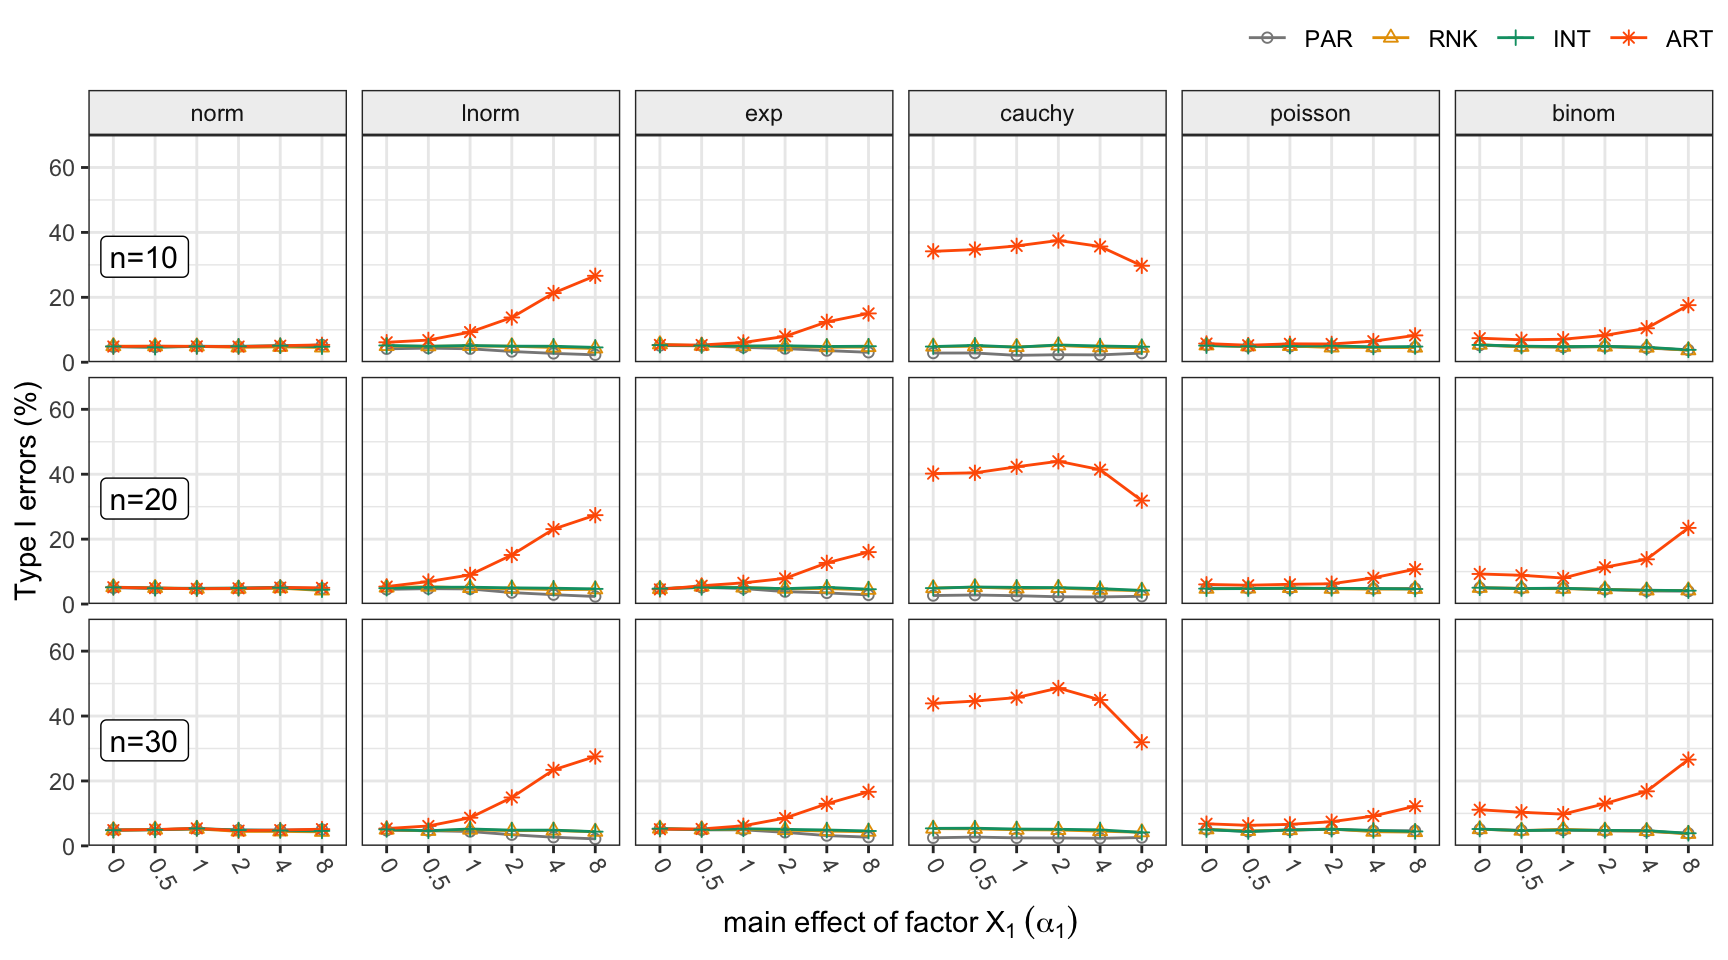 PAR RNK INT ART
norm lnorm exp cauchy poisson binom
60
40
20
0
n=10
60
40
20
0
n=20
60
40
20
0
n=30
Type I errors (%)
0 0.5 1 2 4 8 0 0.5 1 2 4 8 0 0.5 1 2 4 8 0 0.5 1 2 4 8 0 0.5 1 2 4 8 0 0.5 1 2 4 8
main effect of factor X₁ (α₁)